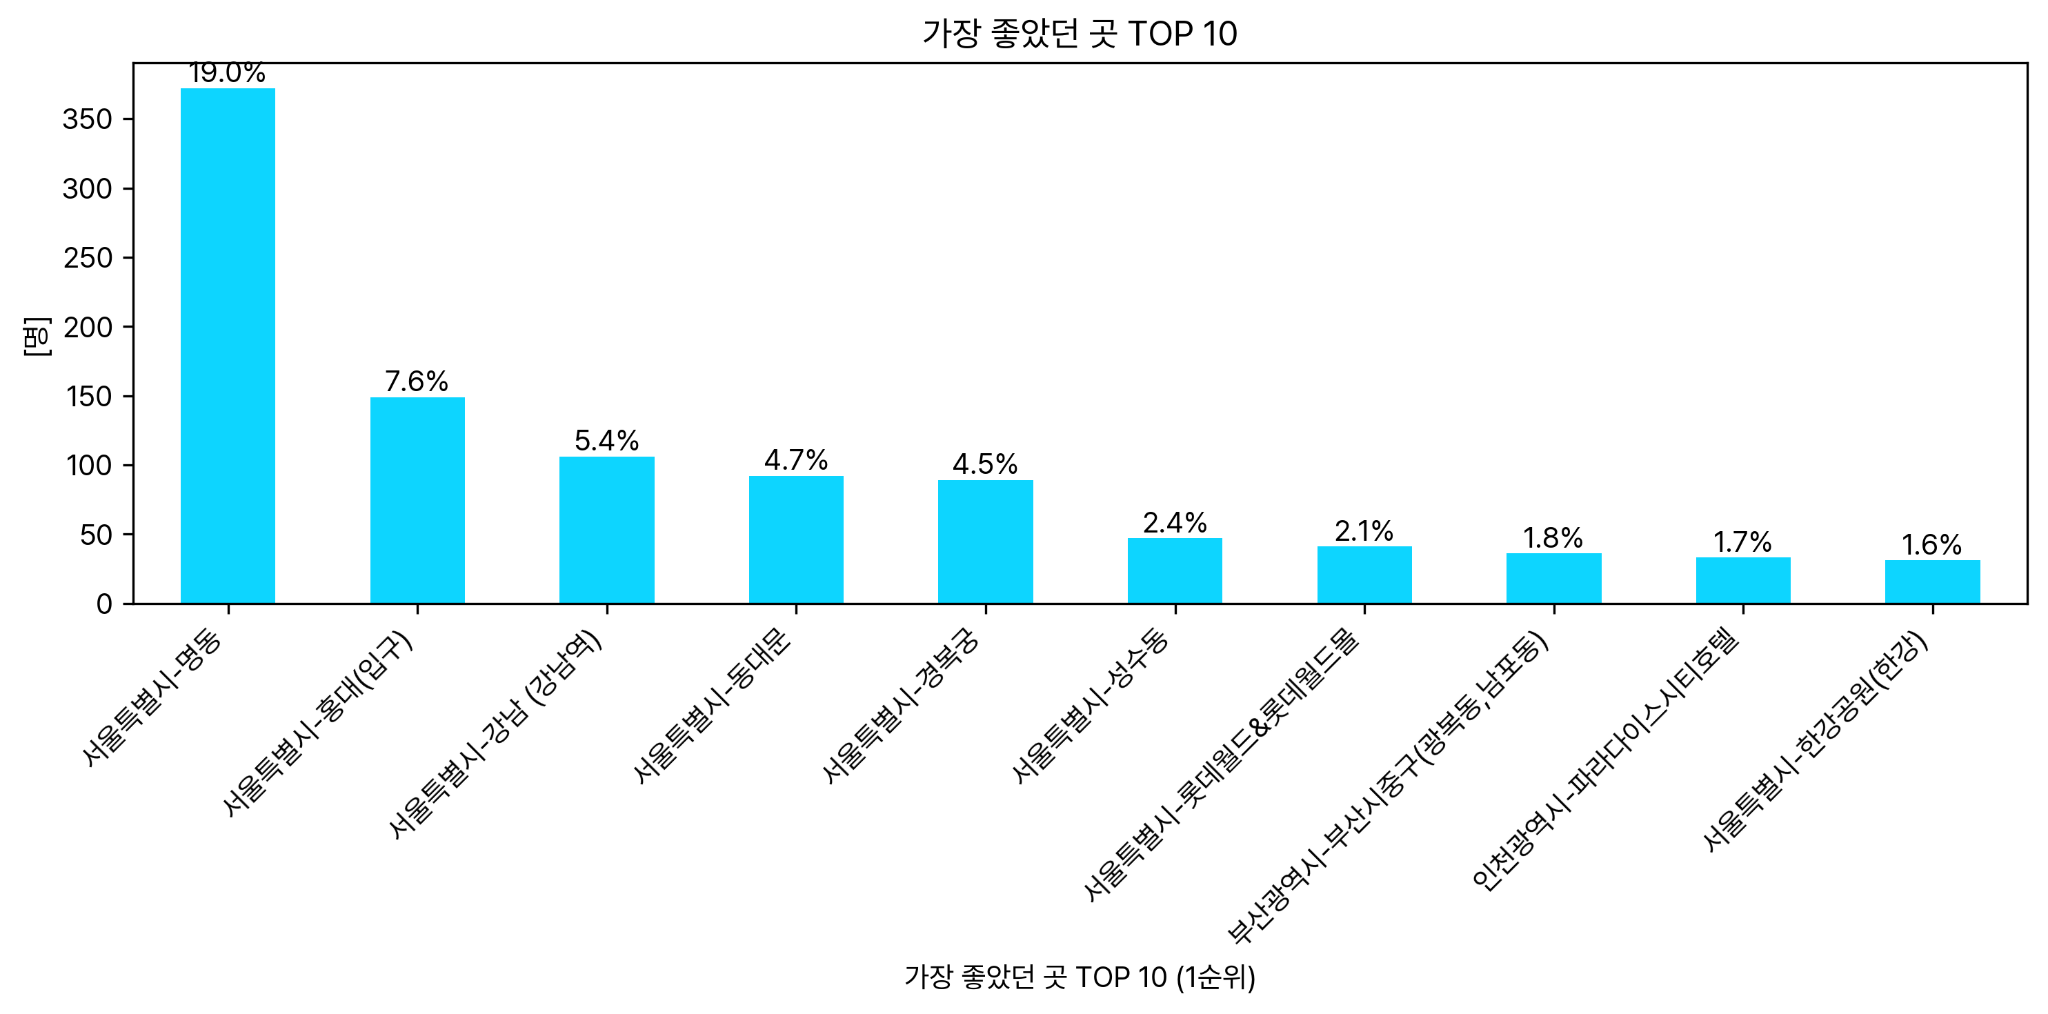 가장 좋았던 곳 TOP 10
19.0%
7.6%
5.4%
4.7%
4.5%
2.4%
2.1%
1.8%
1.7%
1.6%
350
300
250
200
150
100
50
0
[명]
서울특별시-명동
서울특별시-홍대(입구)
서울특별시-강남 (강남역)
서울특별시-동대문
서울특별시-경복궁
서울특별시-성수동
서울특별시-롯데월드&롯데월드몰
부산광역시-부산시중구(광복동,남포동)
인천광역시-파라다이스시티호텔
서울특별시-한강공원(한강)
가장 좋았던 곳 TOP 10 (1순위)